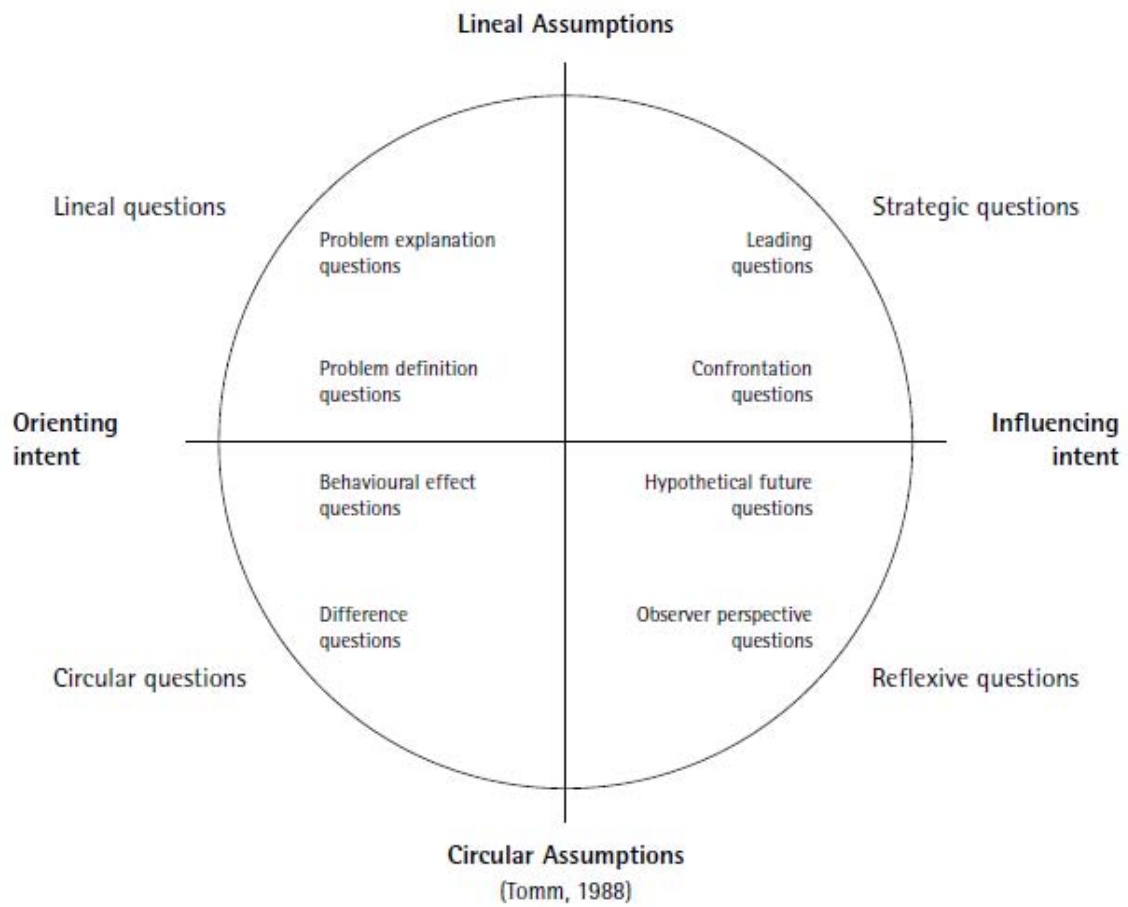 Lineal Assumptions
Lineal questions
Strategic questions
Problem explanation
questions
Leading
questions
Problem definition
questions
Confrontation
questions
Orienting
intent
Influencing
intent
Behavioural effect
questions
Hypothetical future
questions
Difference
questions
Observer perspective
questions
Circular questions
Reflexive questions
Circular Assumptions
(Tomm, 1988)